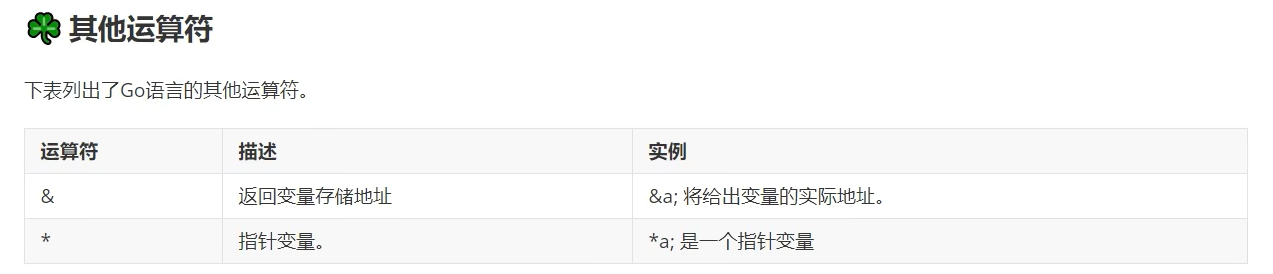 其他运算符
下表列出了Go语言的其他运算符。
运算符 描述 实例
& 返回变量存储地址 &a; 将给出变量的实际地址。
* 指针变量。 *a; 是一个指针变量